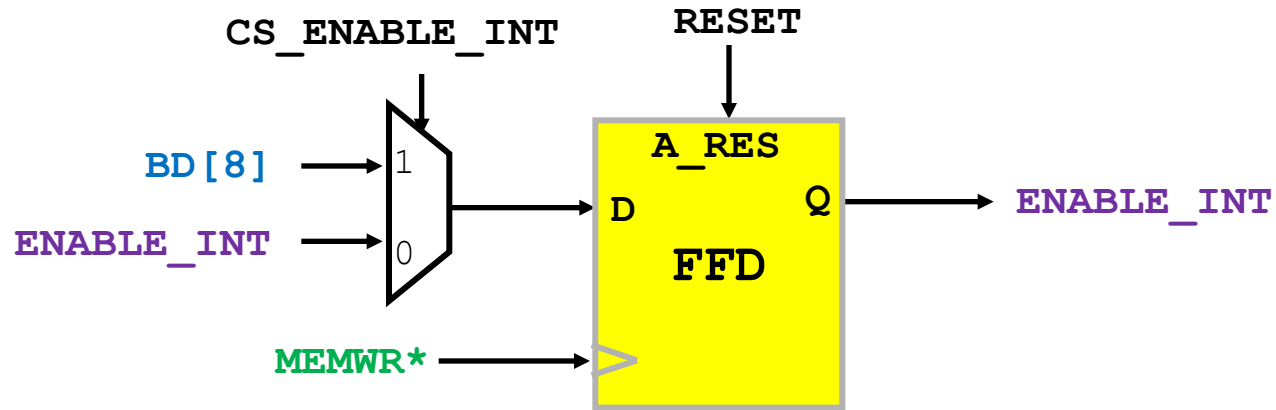 CS_ENABLE_INT
RESET
BD[8]
1
A_RES
ENABLE_INT
0
D
Q
ENABLE_INT
FFD
MEMWR*